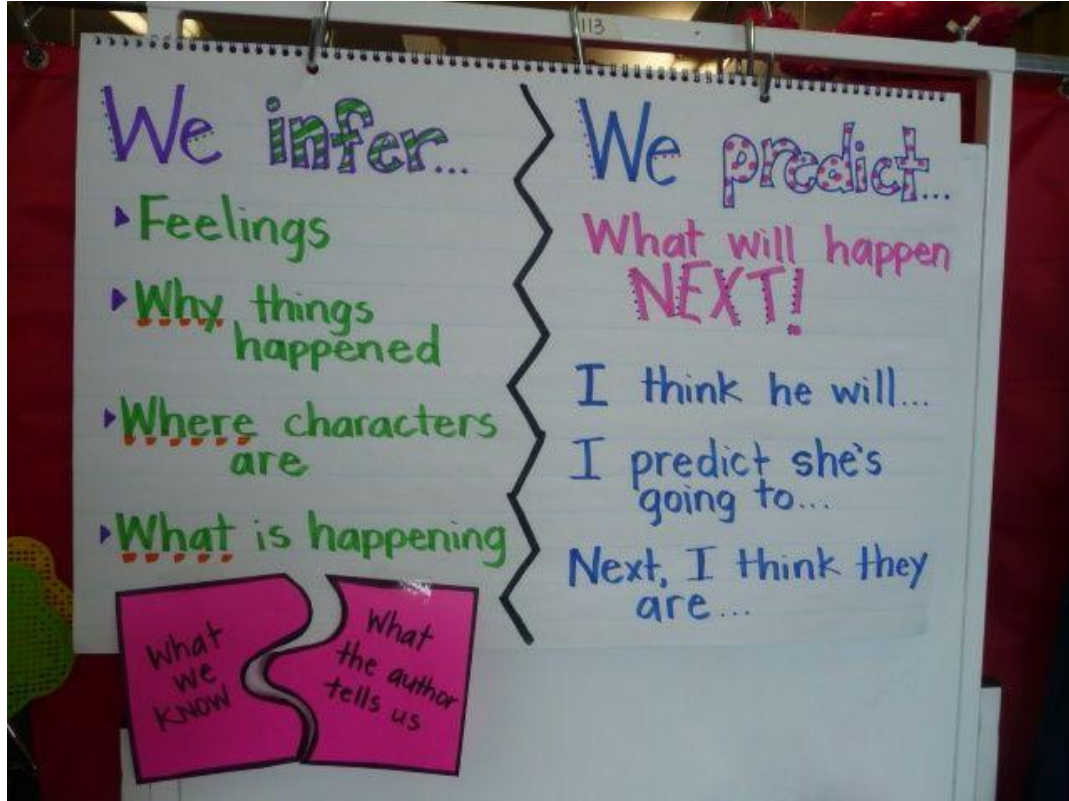 113
We infer...
Feelings
Why things
happened
Where characters
are
What is happening
What
we
KNOW
What
the author
tells us
We predict...
What will happen
NEXT!
I think he will...
I predict she's
going to...
Next, I think they
are...